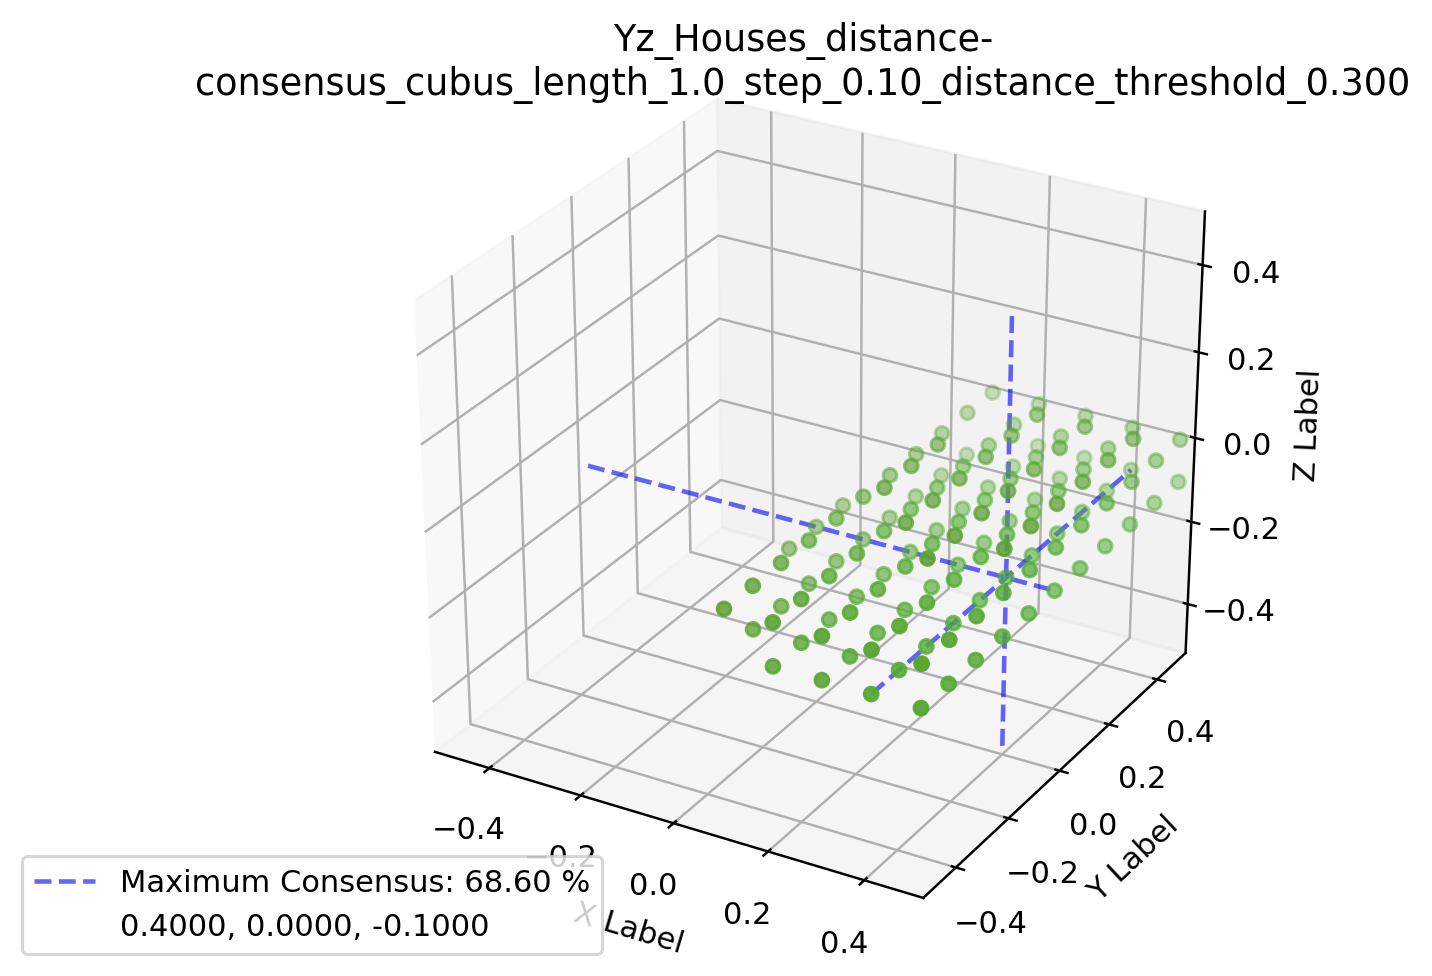 Yz_Houses_distance-
consensus_cubus_length_1.0_step_0.10_distance_threshold_0.300
0.4
0.2
0.0
−0.2
−0.4
Z Label
0.4
0.2
0.0
−0.2
−0.4
Y Label
−0.4
−0.2
0.0
0.2
0.4
X Label
Maximum Consensus: 68.60 %
0.4000, 0.0000, -0.1000